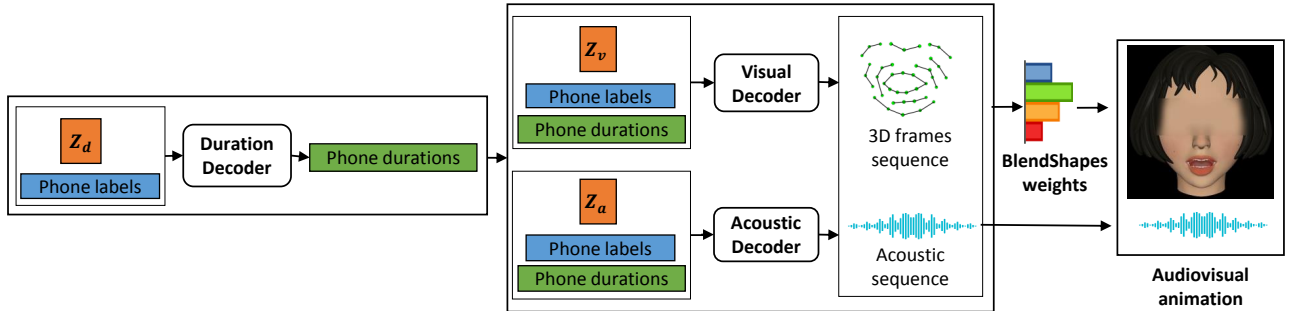 Z_d
Phone labels
Duration
Decoder
Phone durations
Z_v
Phone labels
Phone durations
Visual
Decoder
3D frames
sequence
Z_a
Phone labels
Phone durations
Acoustic
Decoder
Acoustic
sequence
BlendShapes
weights
Audiovisual
animation